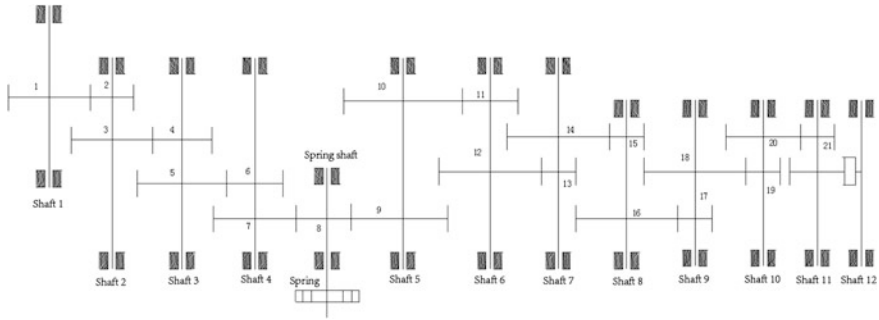 1
2
3
4
5
6
7
8
9
10
11
12
13
14
15
16
17
18
19
20
21
Spring shaft
Spring
Shaft 1
Shaft 2
Shaft 3
Shaft 4
Shaft 5
Shaft 6
Shaft 7
Shaft 8
Shaft 9
Shaft 10
Shaft 11
Shaft 12